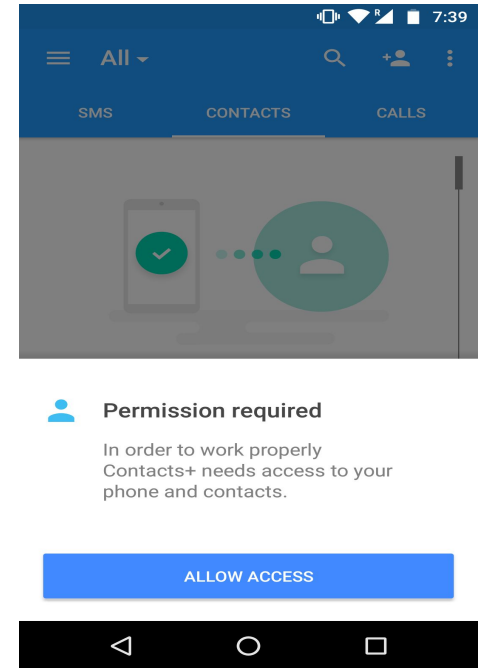 R 7:39
All
SMS CONTACTS CALLS
Permission required
In order to work properly
Contacts+ needs access to your
phone and contacts.
ALLOW ACCESS